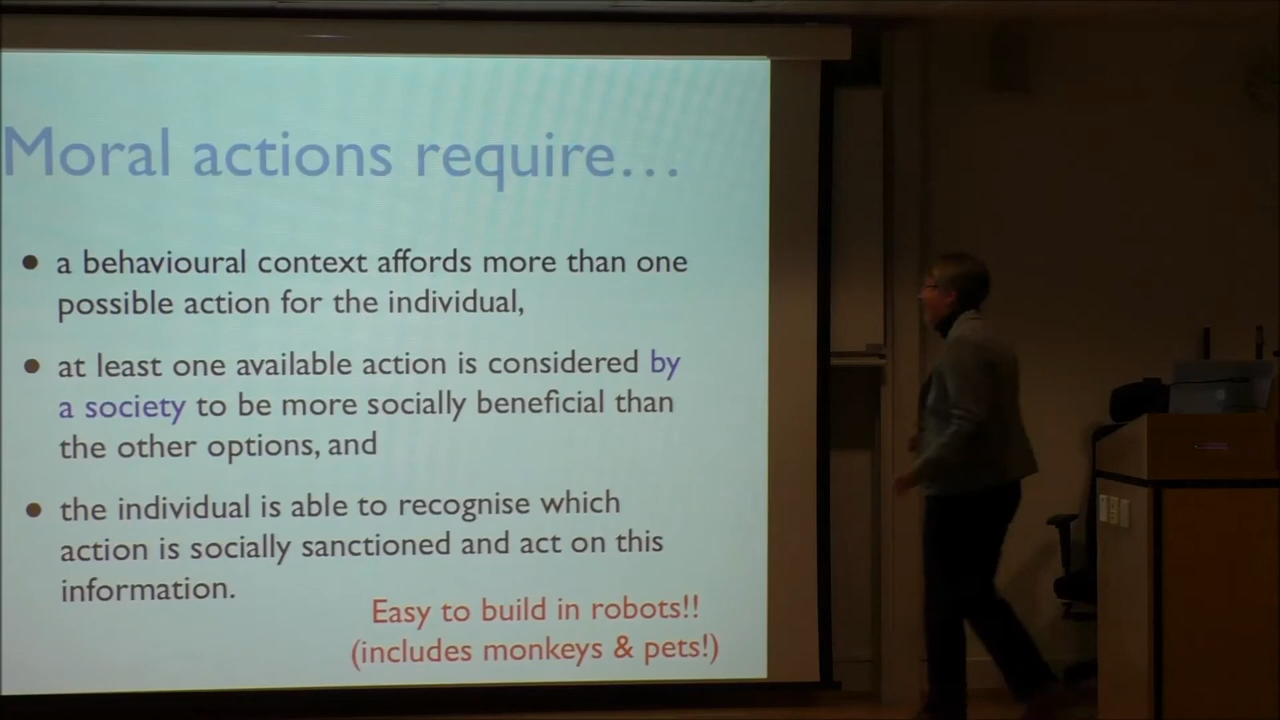 Moral actions require...
• a behavioural context affords more than one
possible action for the individual,
• at least one available action is considered by
a society to be more socially beneficial than
the other options, and
• the individual is able to recognise which
action is socially sanctioned and act on this
information.
Easy to build in robots!!
(includes monkeys & pets!)